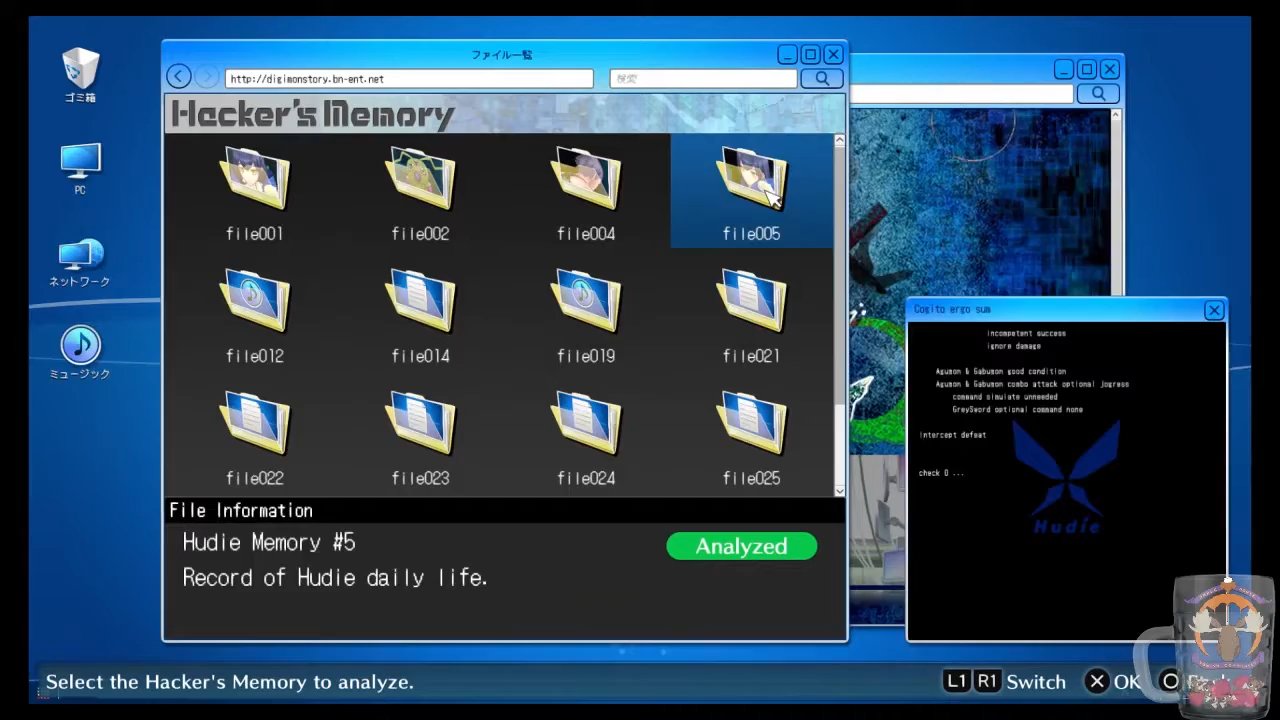 ゴミ箱
PC
ネットワーク
ミュージック
ファイル一覧
http://digimonstory.bn-ent.net
検索
Hacker's Memory
file001
file002
file004
file005
file012
file014
file019
file021
file022
file023
file024
file025
File Information
Hudie Memory #5
Analyzed
Record of Hudie daily life.
Cogito ergo sum
incompetent success
ignore damage
Agumon & Gabumon good condition
Agumon & Gabumon combo attack optional jogress
command simulate unneeded
GreySword optional command none
Intercept defeat
check 0 ...
Hudie
Select the Hacker's Memory to analyze.
L1 R1 Switch
X OK
O